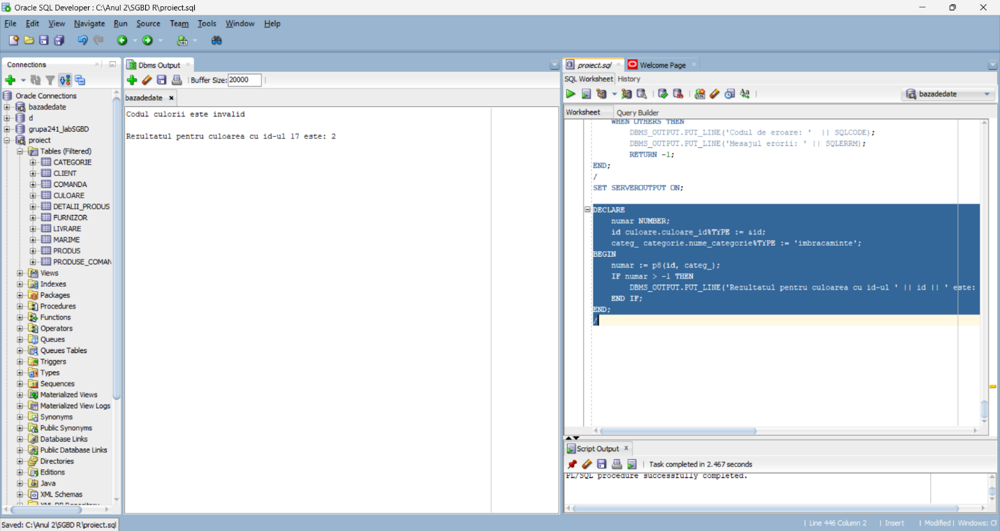 Oracle SQL Developer : C:\Anul 2\SGBD R\proiect.sql
File Edit View Navigate Run Source Team Tools Window Help
Connections
Oracle Connections
bazadedate
d
grupa241_labSGBD
proiect
Tables (Filtered)
CATEGORIE
CLIENT
COMANDA
CULOARE
DETALII_PRODUS
FURNIZOR
LIVRARE
MARIME
PRODUS
PRODUSE_COMAN
Views
Indexes
Packages
Procedures
Functions
Operators
Queues
Queues Tables
Triggers
Types
Sequences
Materialized Views
Materialized View Logs
Synonyms
Public Synonyms
Database Links
Public Database Links
Directories
Editions
Java
XML Schemas
XML DB Repository
Dbms Output
Buffer Size: 20000
bazadedate
Codul culorii este invalid
Rezultatul pentru culoarea cu id-ul 17 este: 2
proiect.sql Welcome Page
SQL Worksheet History
bazadedate
Worksheet Query Builder
WHEN OTHERS THEN
DBMS_OUTPUT.PUT_LINE('Codul de eroare: ' || SQLCODE);
DBMS_OUTPUT.PUT_LINE('Mesajul erorii: ' || SQLERRM);
RETURN -1;
END;
/
SET SERVEROUTPUT ON;
DECLARE
numar NUMBER;
id culoare.culoare_id%TYPE := &id;
categ_ categorie.nume_categorie%TYPE := 'imbracaminte';
BEGIN
numar := p8(id, categ_);
IF numar > -1 THEN
DBMS_OUTPUT.PUT_LINE('Rezultatul pentru culoarea cu id-ul ' || id || ' este:
END IF;
END;
/
Script Output
Task completed in 2.467 seconds
PL/SQL procedure successfully completed.
Saved: C:\Anul 2\SGBD R\proiect.sql
Line 446 Column 2 | Insert | Modified | Windows: CR